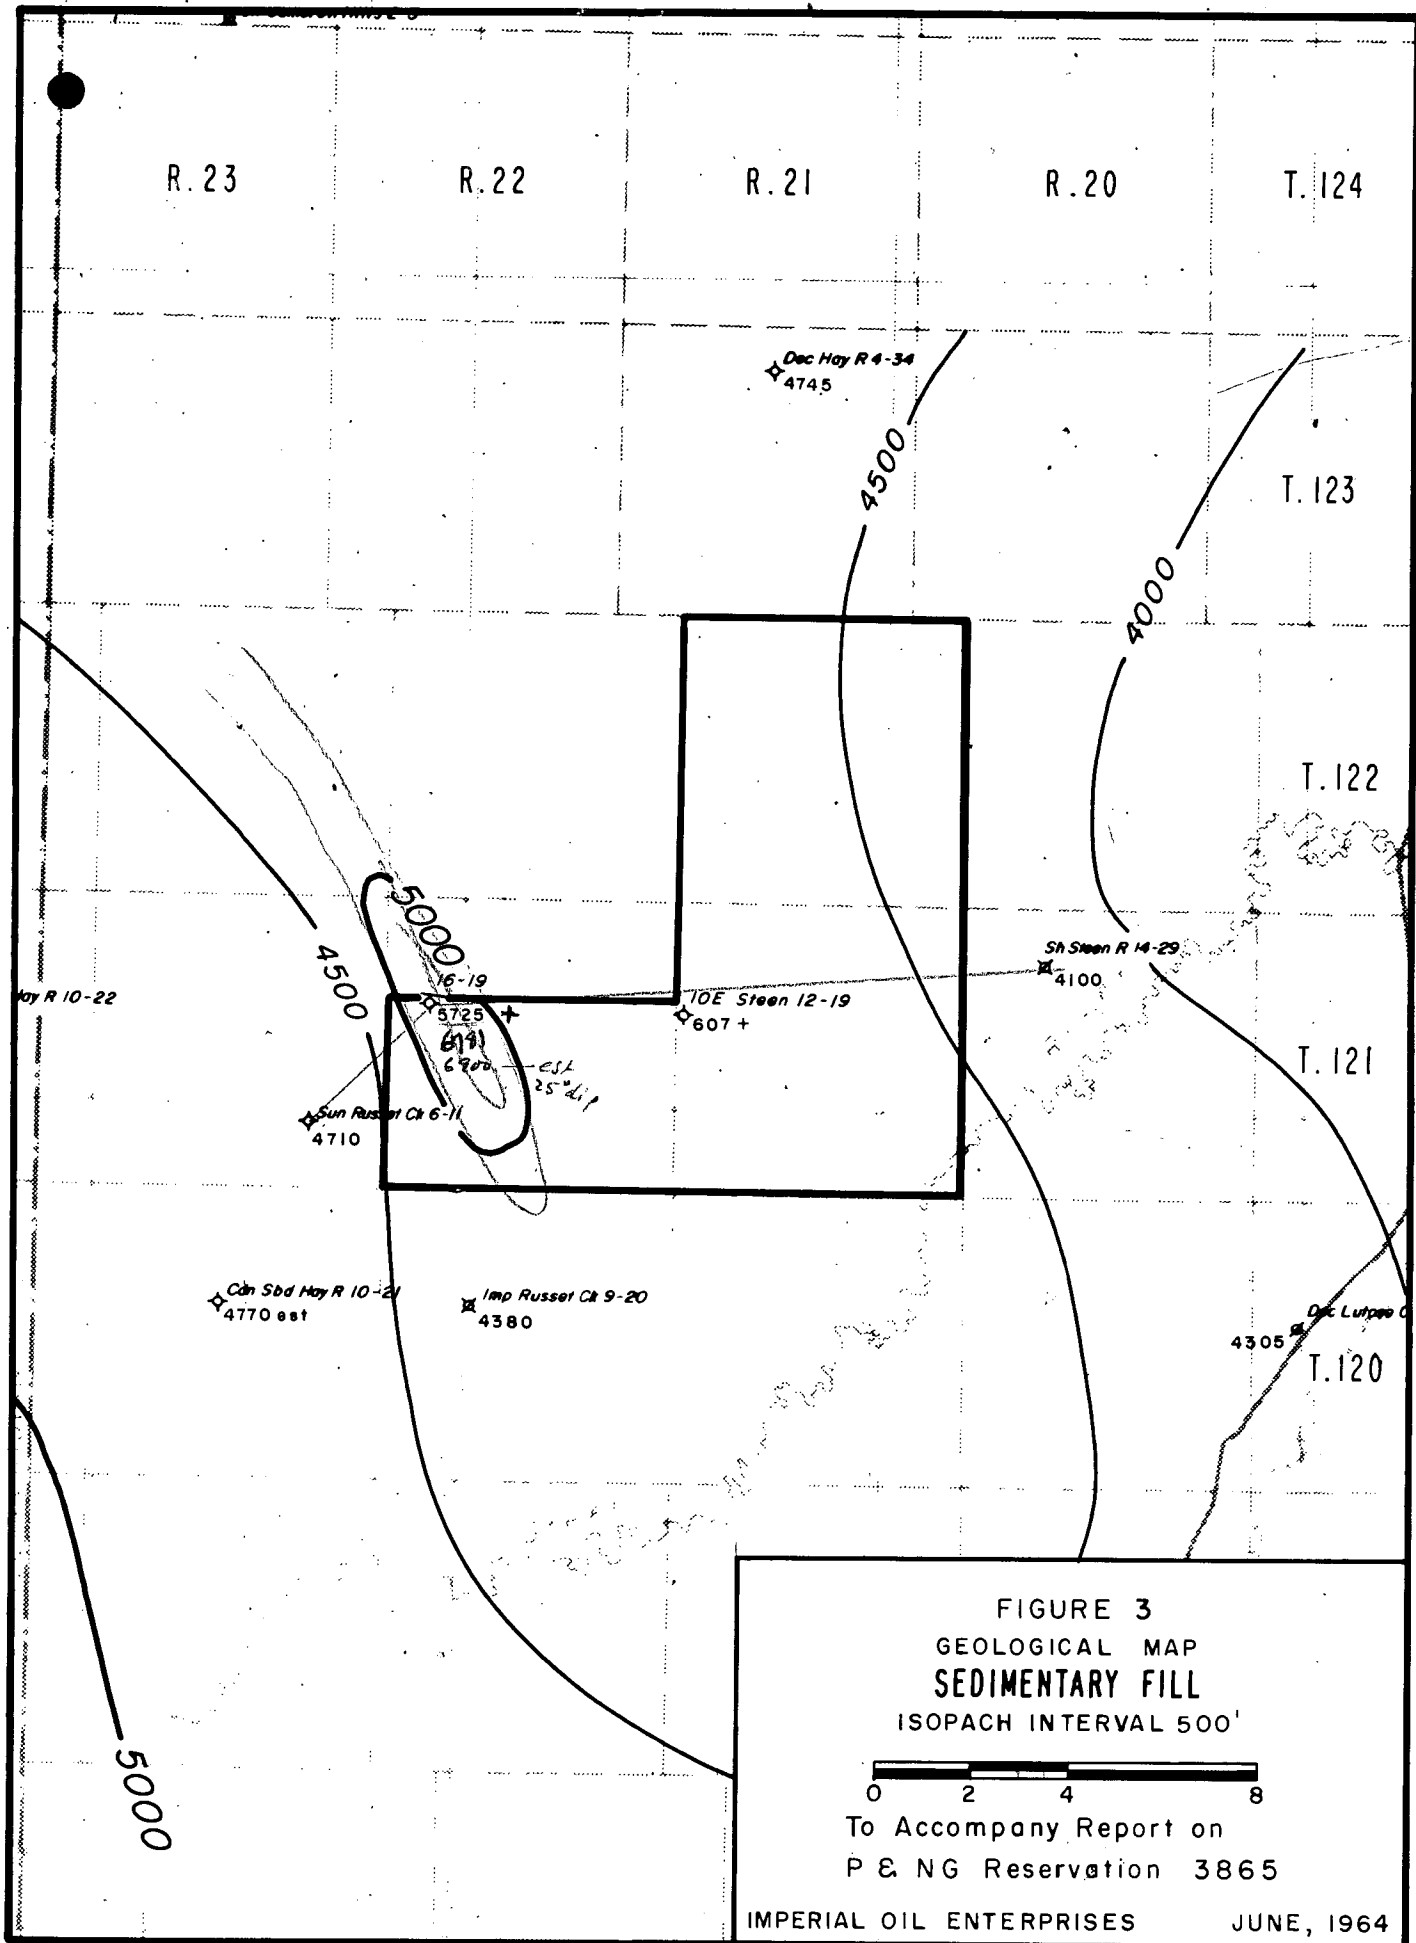 R.23 R.22 R.21 R.20 T.124
Dec Hay R 4-34
4745
4500
T.123
4000
T.122
5000
4500
Sh Steen R 14-29
4100
16-19
5725
6900
est
25° dip
IOE Steen 12-19
607 +
R 10-22
T.121
Sun Russet Ck 6-11
4710
Cdn Sbd Hay R 10-21
4770 est
Imp Russet Ck 9-20
4380
4305
T.120
5000
FIGURE 3
GEOLOGICAL MAP
SEDIMENTARY FILL
ISOPACH INTERVAL 500'
0 2 4 8
To Accompany Report on
P & NG Reservation 3865
IMPERIAL OIL ENTERPRISES JUNE, 1964